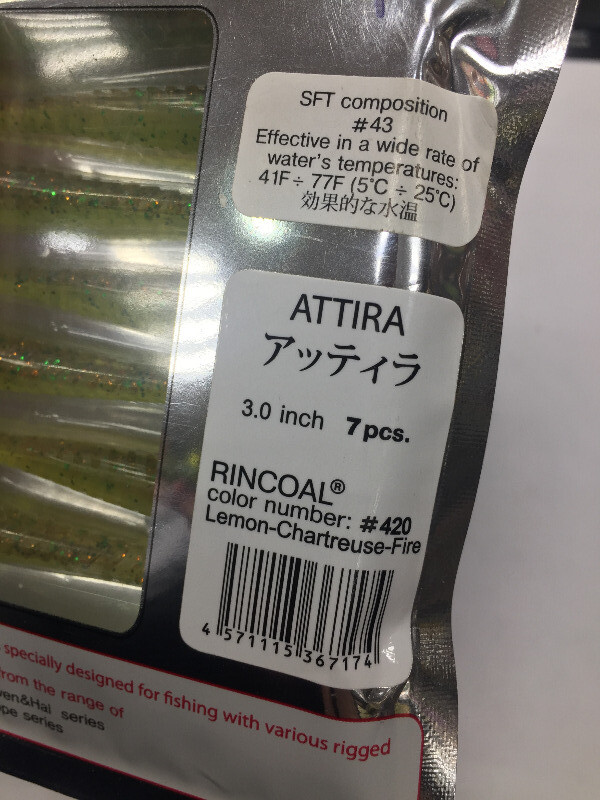 SFT composition
#43
Effective in a wide rate of
water's temperatures:
41F ÷ 77F (5℃ ÷ 25℃)
効果的な水温
ATTIRA
アッティラ
3.0 inch 7pcs.
RINCOAL®
color number: #420
Lemon-Chartreuse-Fire
4 571115 367174
specially designed for fishing with various rigged
from the range of
series
series